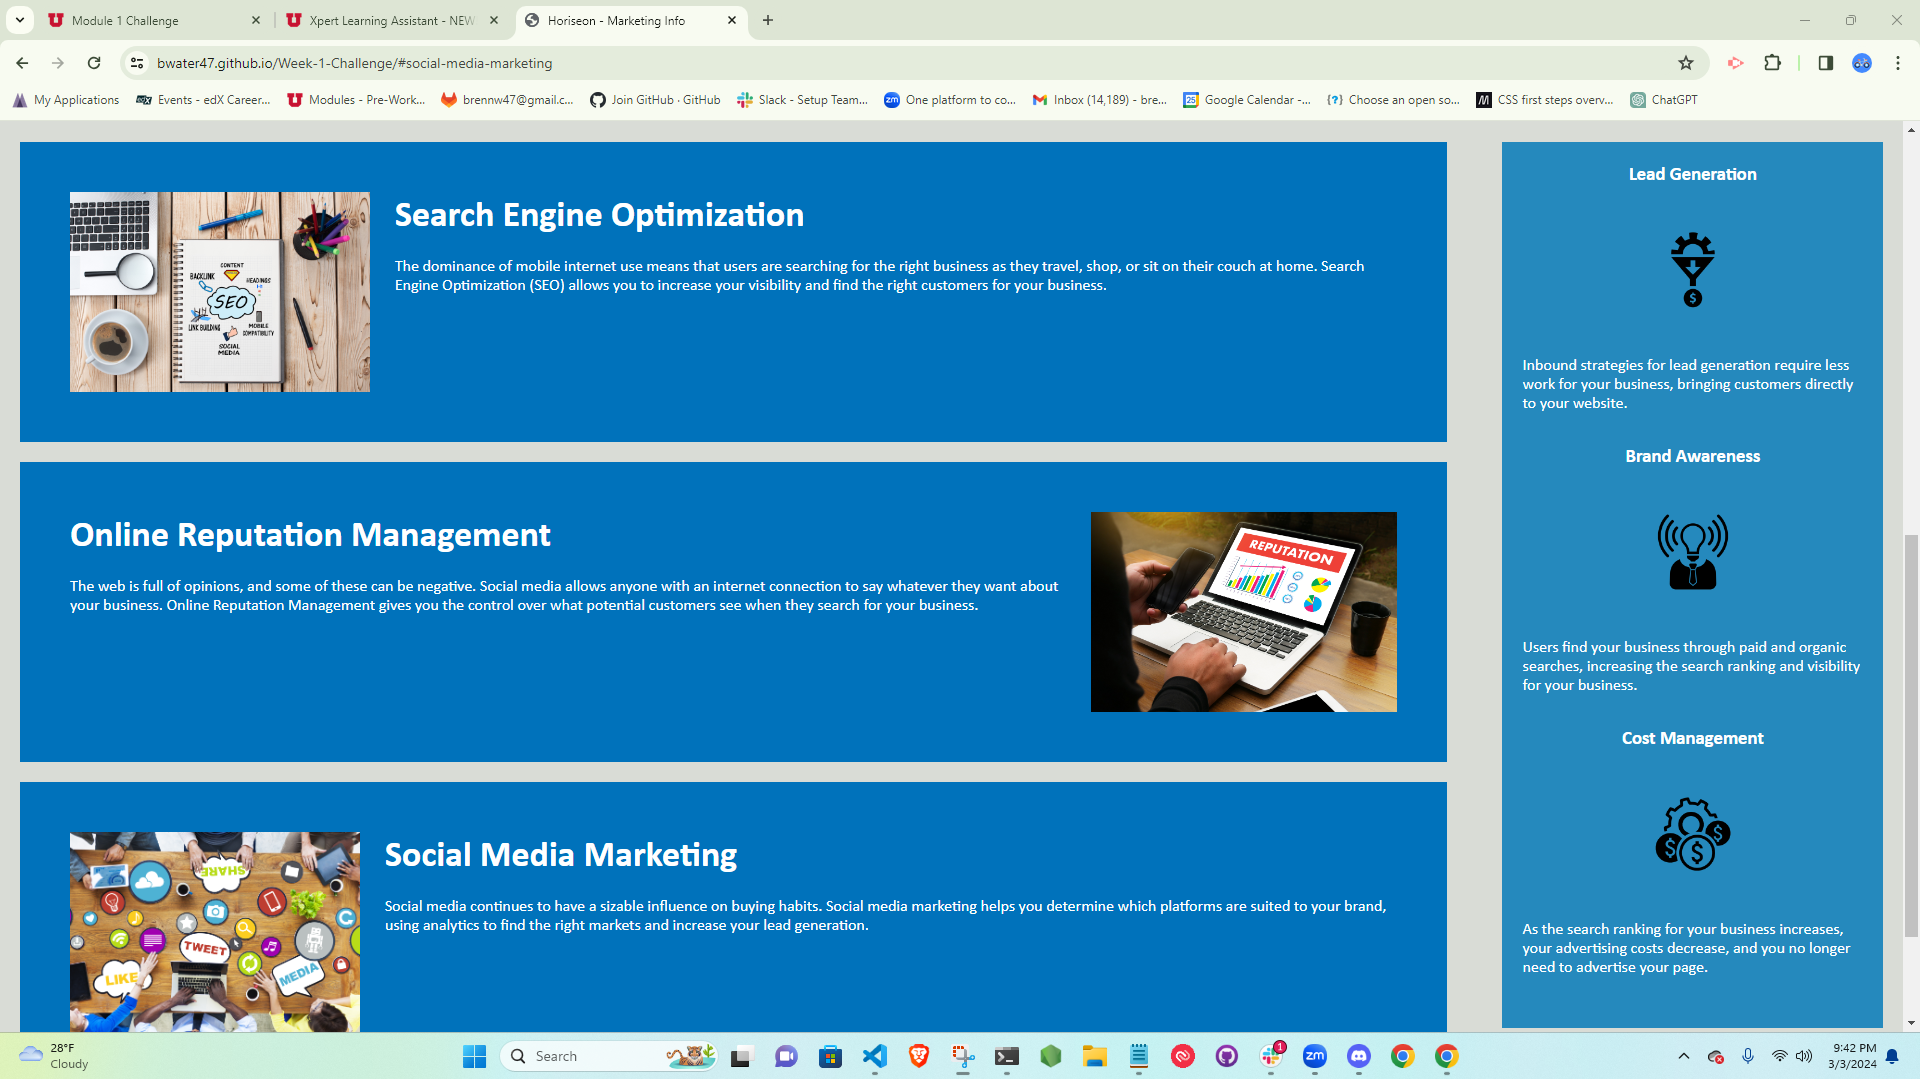 Module 1 Challenge
Xpert Learning Assistant - NEW
Horiseon - Marketing Info
bwater47.github.io/Week-1-Challenge/#social-media-marketing
My Applications
Events - edX Career...
Modules - Pre-Work...
brennw47@gmail.c...
Join GitHub · GitHub
Slack - Setup Team...
zm
One platform to co...
Inbox (14,189) - bre...
25
Google Calendar -...
{?}
Choose an open so...
M
CSS first steps overv...
ChatGPT
CONTENT
BACKLINK
HEADINGS
SEO
LINK BUILDING
MOBILE
COMPATIBILITY
SOCIAL
MEDIA
Search Engine Optimization
The dominance of mobile internet use means that users are searching for the right business as they travel, shop, or sit on their couch at home. Search
Engine Optimization (SEO) allows you to increase your visibility and find the right customers for your business.
Online Reputation Management
The web is full of opinions, and some of these can be negative. Social media allows anyone with an internet connection to say whatever they want about
your business. Online Reputation Management gives you the control over what potential customers see when they search for your business.
REPUTATION
SHARE
TWEET
LIKE
MEDIA
Social Media Marketing
Social media continues to have a sizable influence on buying habits. Social media marketing helps you determine which platforms are suited to your brand,
using analytics to find the right markets and increase your lead generation.
Lead Generation
$
Inbound strategies for lead generation require less
work for your business, bringing customers directly
to your website.
Brand Awareness
Users find your business through paid and organic
searches, increasing the search ranking and visibility
for your business.
Cost Management
$ $ $
As the search ranking for your business increases,
your advertising costs decrease, and you no longer
need to advertise your page.
28°F
Cloudy
Search
1
zm
9:42 PM
3/3/2024